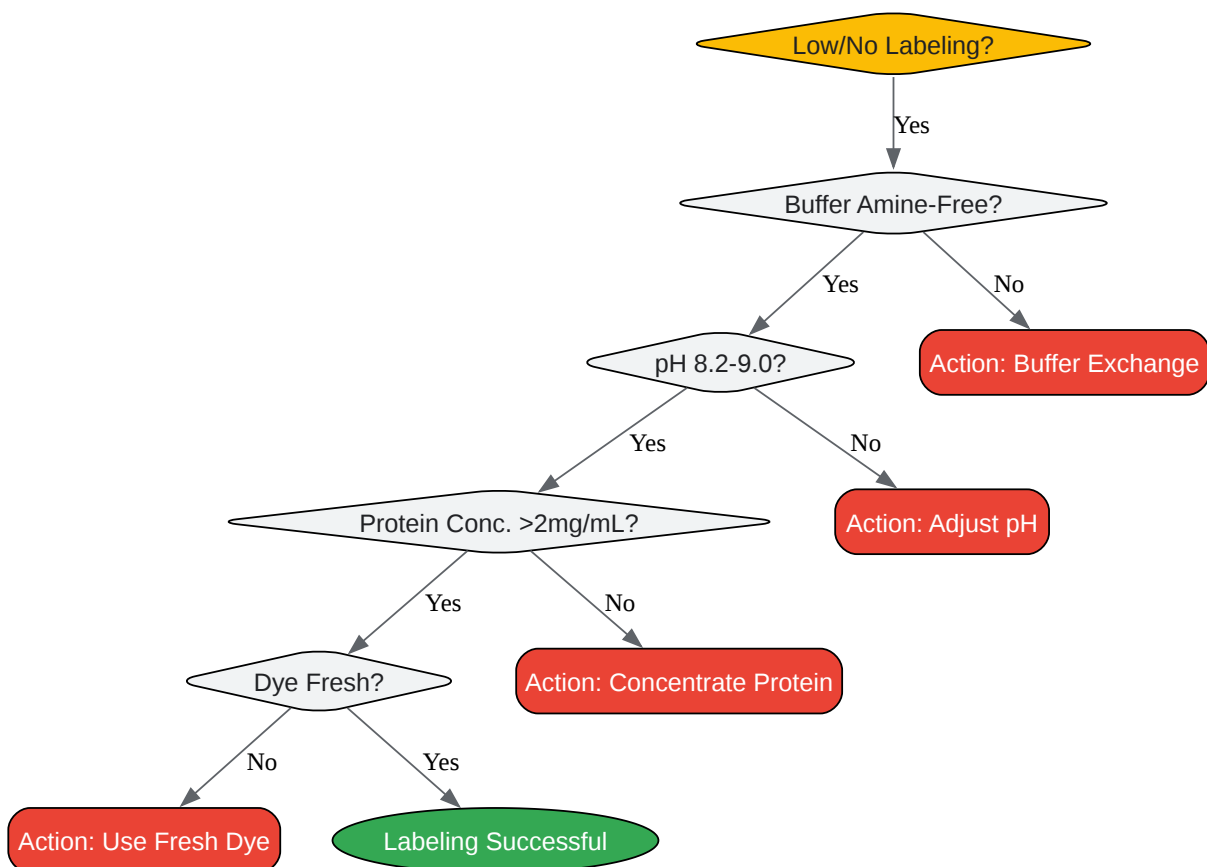 Low/No Labeling?
Yes
Buffer Amine-Free?
Yes
No
pH 8.2-9.0?
Action: Buffer Exchange
Yes
No
Protein Conc. >2mg/mL?
Action: Adjust pH
Yes
No
Dye Fresh?
Action: Concentrate Protein
No
Yes
Action: Use Fresh Dye
Labeling Successful